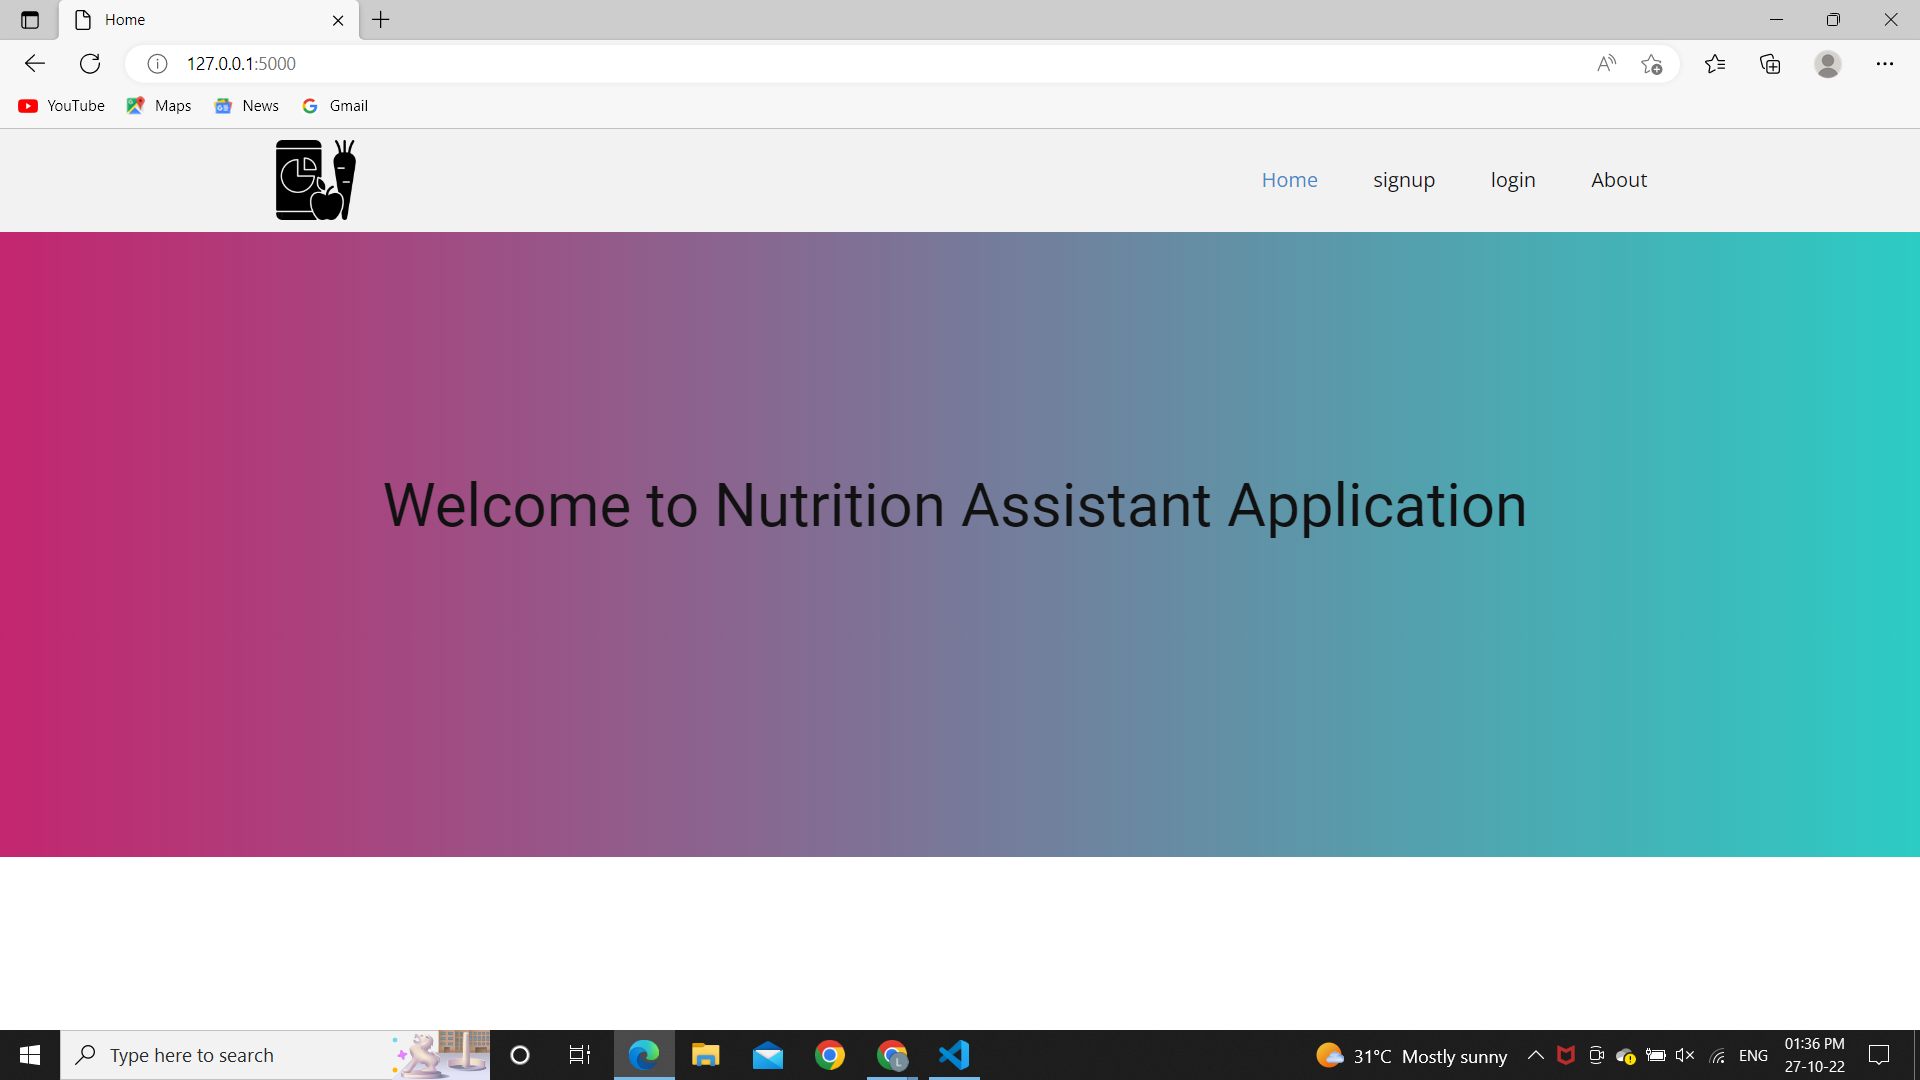 Home
127.0.0.1:5000
YouTube Maps News Gmail
Home signup login About
Welcome to Nutrition Assistant Application
Type here to search
31°C Mostly sunny
ENG
01:36 PM
27-10-22